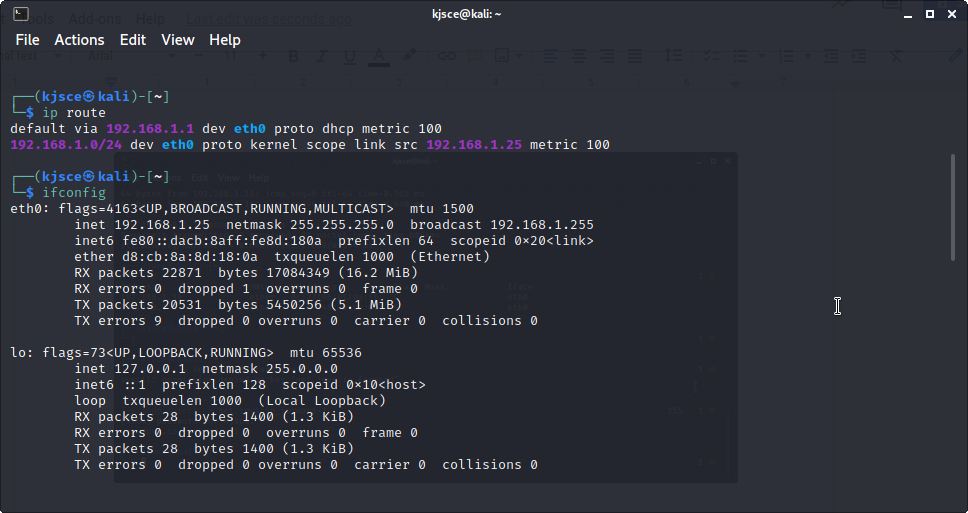 Tools Add-ons Help Last edit was seconds ago
kjsce@kali: ~
File Actions Edit View Help
┌──(kjsce㉿kali)-[~]
└─$ ip route
default via 192.168.1.1 dev eth0 proto dhcp metric 100
192.168.1.0/24 dev eth0 proto kernel scope link src 192.168.1.25 metric 100
┌──(kjsce㉿kali)-[~]
└─$ ifconfig
eth0: flags=4163<UP,BROADCAST,RUNNING,MULTICAST>  mtu 1500
        inet 192.168.1.25  netmask 255.255.255.0  broadcast 192.168.1.255
        inet6 fe80::dacb:8aff:fe8d:180a  prefixlen 64  scopeid 0×20<link>
        ether d8:cb:8a:8d:18:0a  txqueuelen 1000  (Ethernet)
        RX packets 22871  bytes 17084349 (16.2 MiB)
        RX errors 0  dropped 1  overruns 0  frame 0
        TX packets 20531  bytes 5450256 (5.1 MiB)
        TX errors 9  dropped 0 overruns 0  carrier 0  collisions 0
lo: flags=73<UP,LOOPBACK,RUNNING>  mtu 65536
        inet 127.0.0.1  netmask 255.0.0.0
        inet6 ::1  prefixlen 128  scopeid 0×10<host>
        loop  txqueuelen 1000  (Local Loopback)
        RX packets 28  bytes 1400 (1.3 KiB)
        RX errors 0  dropped 0  overruns 0  frame 0
        TX packets 28  bytes 1400 (1.3 KiB)
        TX errors 0  dropped 0 overruns 0  carrier 0  collisions 0